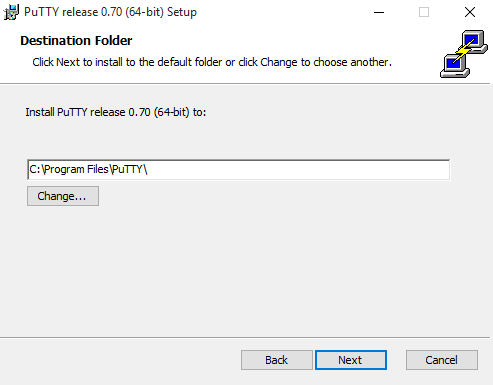 PuTTY release 0.70 (64-bit) Setup
Destination Folder
Click Next to install to the default folder or click Change to choose another.
Install PuTTY release 0.70 (64-bit) to:
C:\Program Files\PuTTY\
Change...
Back Next Cancel